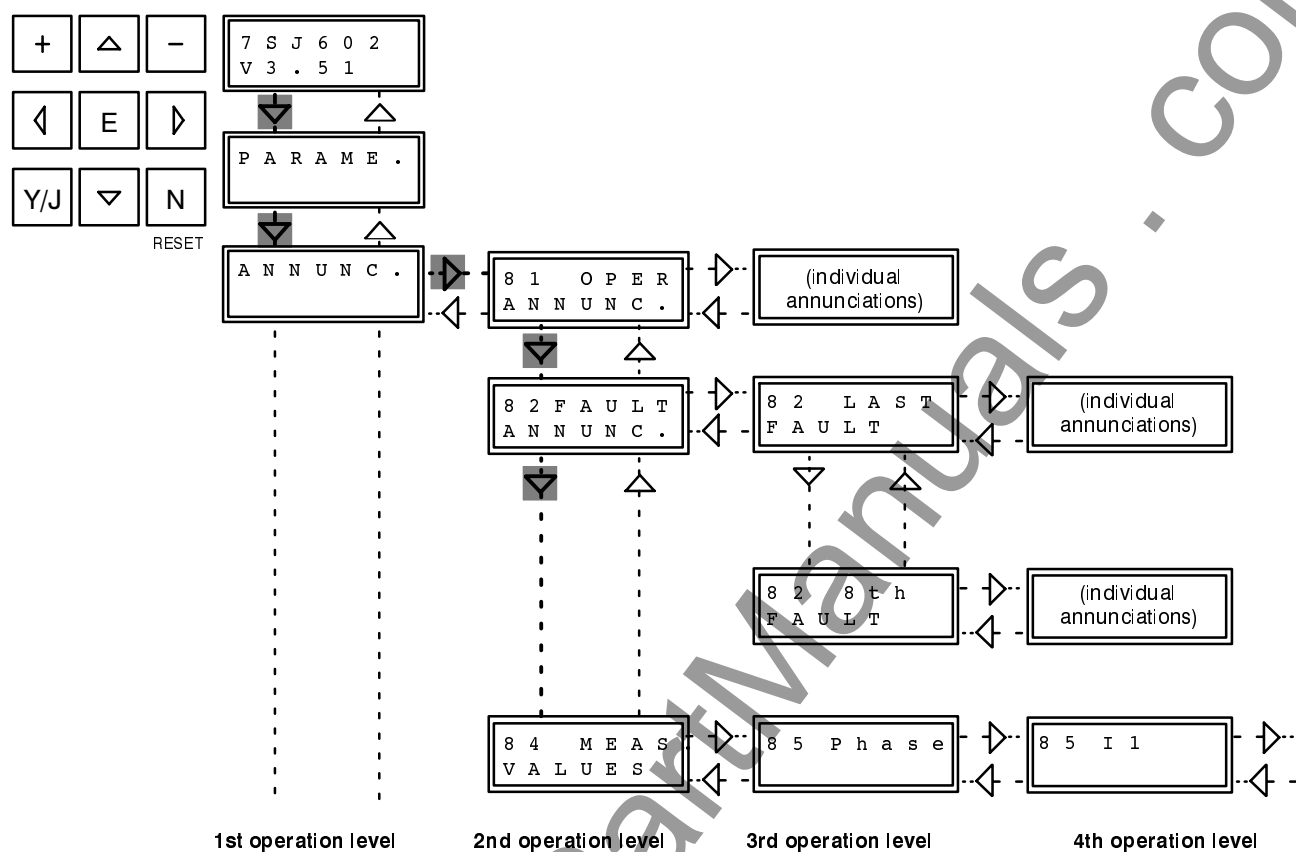 + -
E
Y/J N
RESET
7SJ602
V3.51
PARAME.
ANNUNC.
81 OPER
ANNUNC.
(individual
annunciations)
82FAULT
ANNUNC.
82 LAST
FAULT
(individual
annunciations)
82 8th
FAULT
(individual
annunciations)
84 MEAS.
VALUES
85 Phase
85 I1
1st operation level
2nd operation level
3rd operation level
4th operation level
artManuals . co